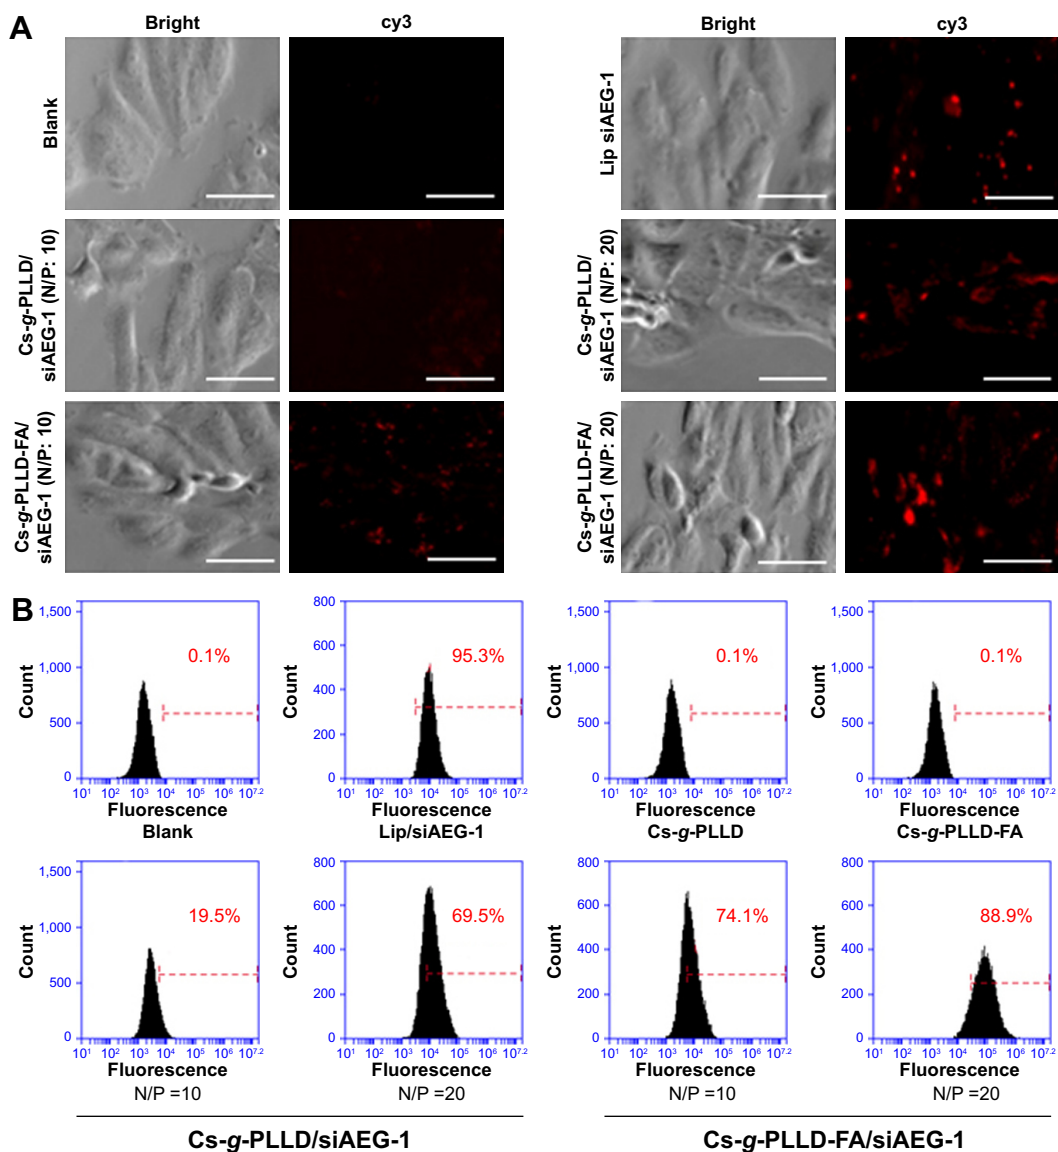 A
Bright
cy3
Bright
cy3
Blank
Lip siAEG-1
Cs-g-PLLD/
siAEG-1 (N/P: 10)
Cs-g-PLLD/
siAEG-1 (N/P: 20)
Cs-g-PLLD-FA/
siAEG-1 (N/P: 10)
Cs-g-PLLD-FA/
siAEG-1 (N/P: 20)
B
1,500
1,000
500
0
Count
0.1%
10¹ 10² 10³ 10⁴ 10⁵ 10⁶ 10⁷·²
Fluorescence
Blank
800
600
400
200
0
Count
95.3%
10¹ 10² 10³ 10⁴ 10⁵ 10⁶ 10⁷·²
Fluorescence
Lip/siAEG-1
1,500
1,000
500
0
Count
0.1%
10¹ 10² 10³ 10⁴ 10⁵ 10⁶ 10⁷·²
Fluorescence
Cs-g-PLLD
1,500
1,000
500
0
Count
0.1%
10¹ 10² 10³ 10⁴ 10⁵ 10⁶ 10⁷·²
Fluorescence
Cs-g-PLLD-FA
1,500
1,000
500
0
Count
19.5%
10¹ 10² 10³ 10⁴ 10⁵ 10⁶ 10⁷·²
Fluorescence
N/P =10
800
600
400
200
0
Count
69.5%
10¹ 10² 10³ 10⁴ 10⁵ 10⁶ 10⁷·²
Fluorescence
N/P =20
800
600
400
200
0
Count
74.1%
10¹ 10² 10³ 10⁴ 10⁵ 10⁶ 10⁷·²
Fluorescence
N/P =10
800
600
400
200
0
Count
88.9%
10¹ 10² 10³ 10⁴ 10⁵ 10⁶ 10⁷·²
Fluorescence
N/P =20
Cs-g-PLLD/siAEG-1
Cs-g-PLLD-FA/siAEG-1